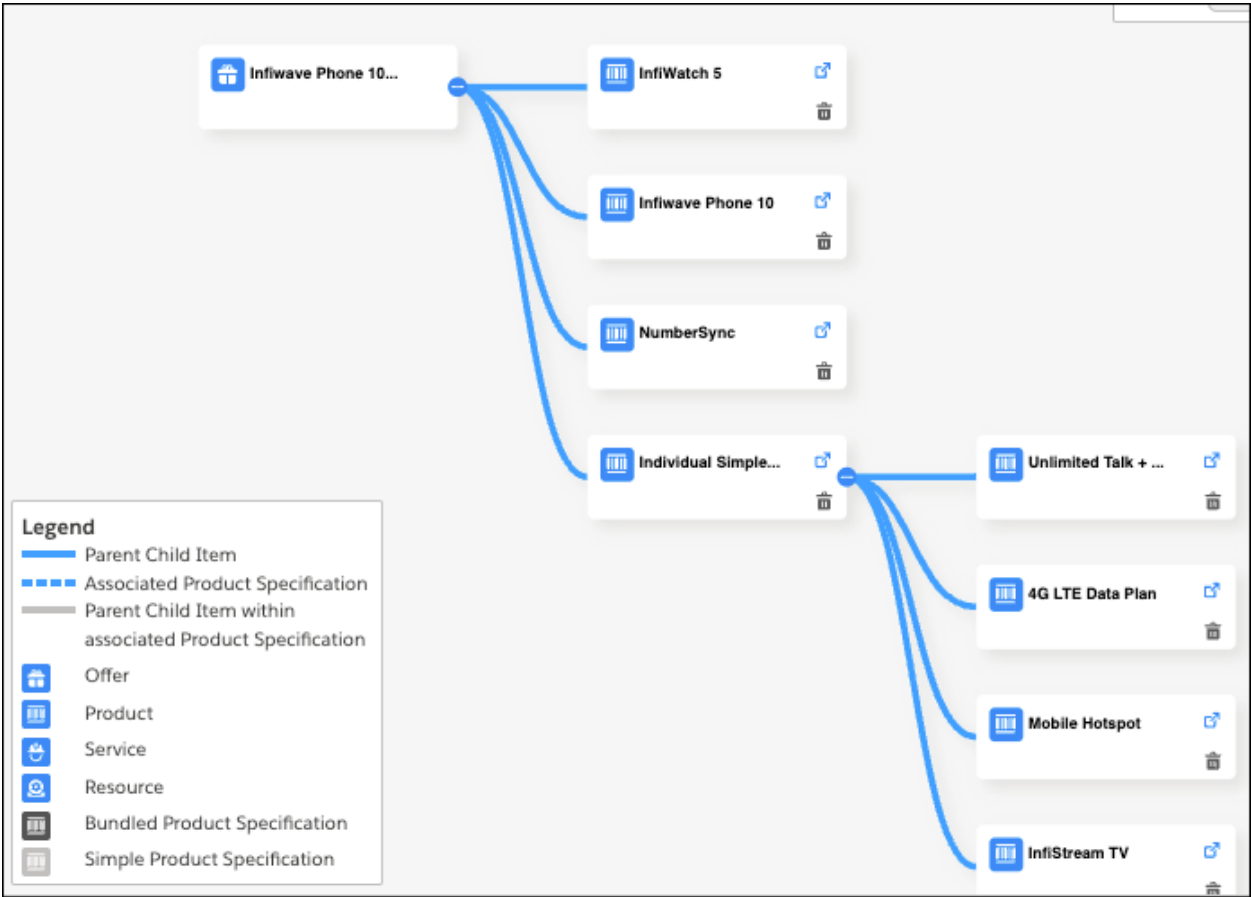 Infiwave Phone 10...
InfiWatch 5
Infiwave Phone 10
NumberSync
Individual Simple...
Unlimited Talk + ...
4G LTE Data Plan
Mobile Hotspot
InfiStream TV
Legend
Parent Child Item
Associated Product Specification
Parent Child Item within
associated Product Specification
Offer
Product
Service
Resource
Bundled Product Specification
Simple Product Specification